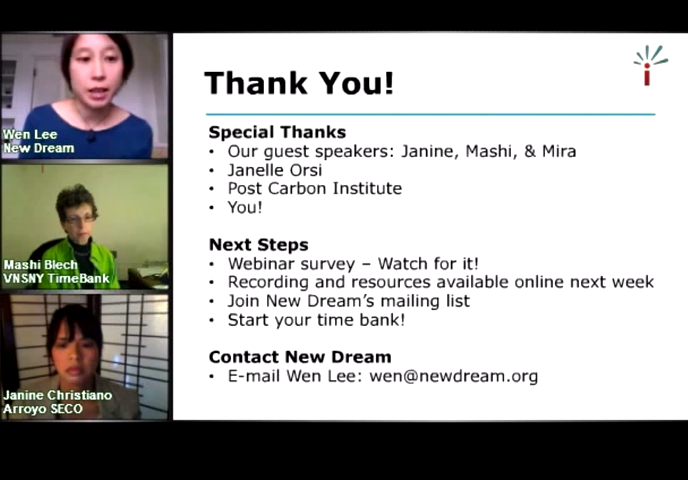 Wen Lee
New Dream
Mashi Blech
VNSNY TimeBank
Janine Christiano
Arroyo SECO
Thank You!
Special Thanks
• Our guest speakers: Janine, Mashi, & Mira
• Janelle Orsi
• Post Carbon Institute
• You!
Next Steps
• Webinar survey – Watch for it!
• Recording and resources available online next week
• Join New Dream's mailing list
• Start your time bank!
Contact New Dream
• E-mail Wen Lee: wen@newdream.org